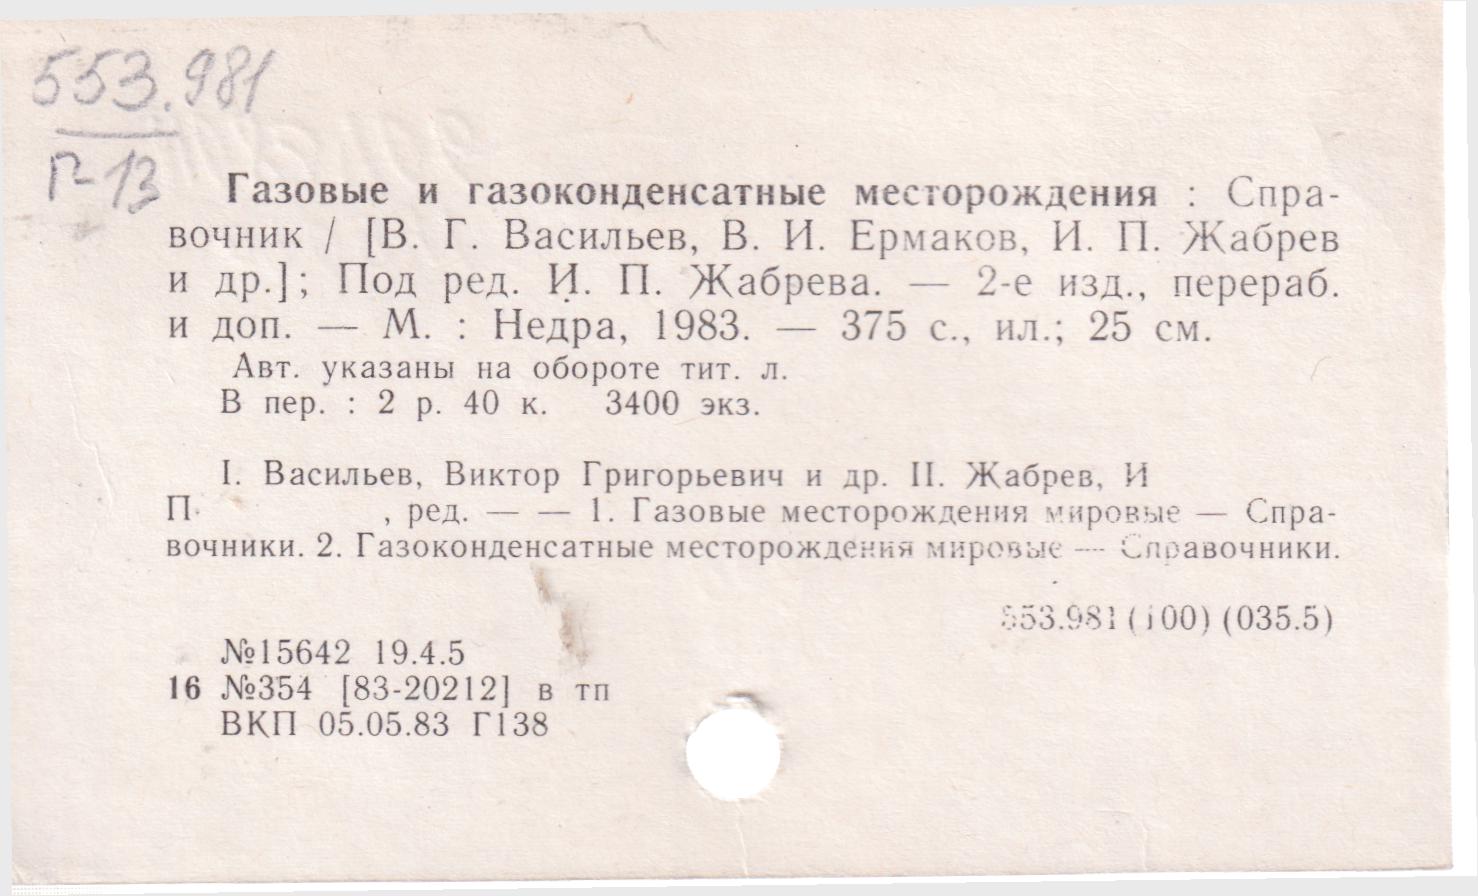 553.981
Г-13
Газовые и газоконденсатные месторождения : Спра-
вочник / [В. Г. Васильев, В. И. Ермаков, И. П. Жабрев
и др.]; Под ред. И. П. Жабрева. — 2-е изд., перераб.
и доп. — М. : Недра, 1983. — 375 с., ил.; 25 см.
Авт. указаны на обороте тит. л.
В пер. : 2 р. 40 к. 3400 экз.
I. Васильев, Виктор Григорьевич и др. II. Жабрев, И
П , ред. — — 1. Газовые месторождения мировые — Спра-
вочники. 2. Газоконденсатные месторождения мировые — Справочники.
553.981 (100) (035.5)
№15642 19.4.5
16 №354 [83-20212] в тп
ВКП 05.05.83 Г138